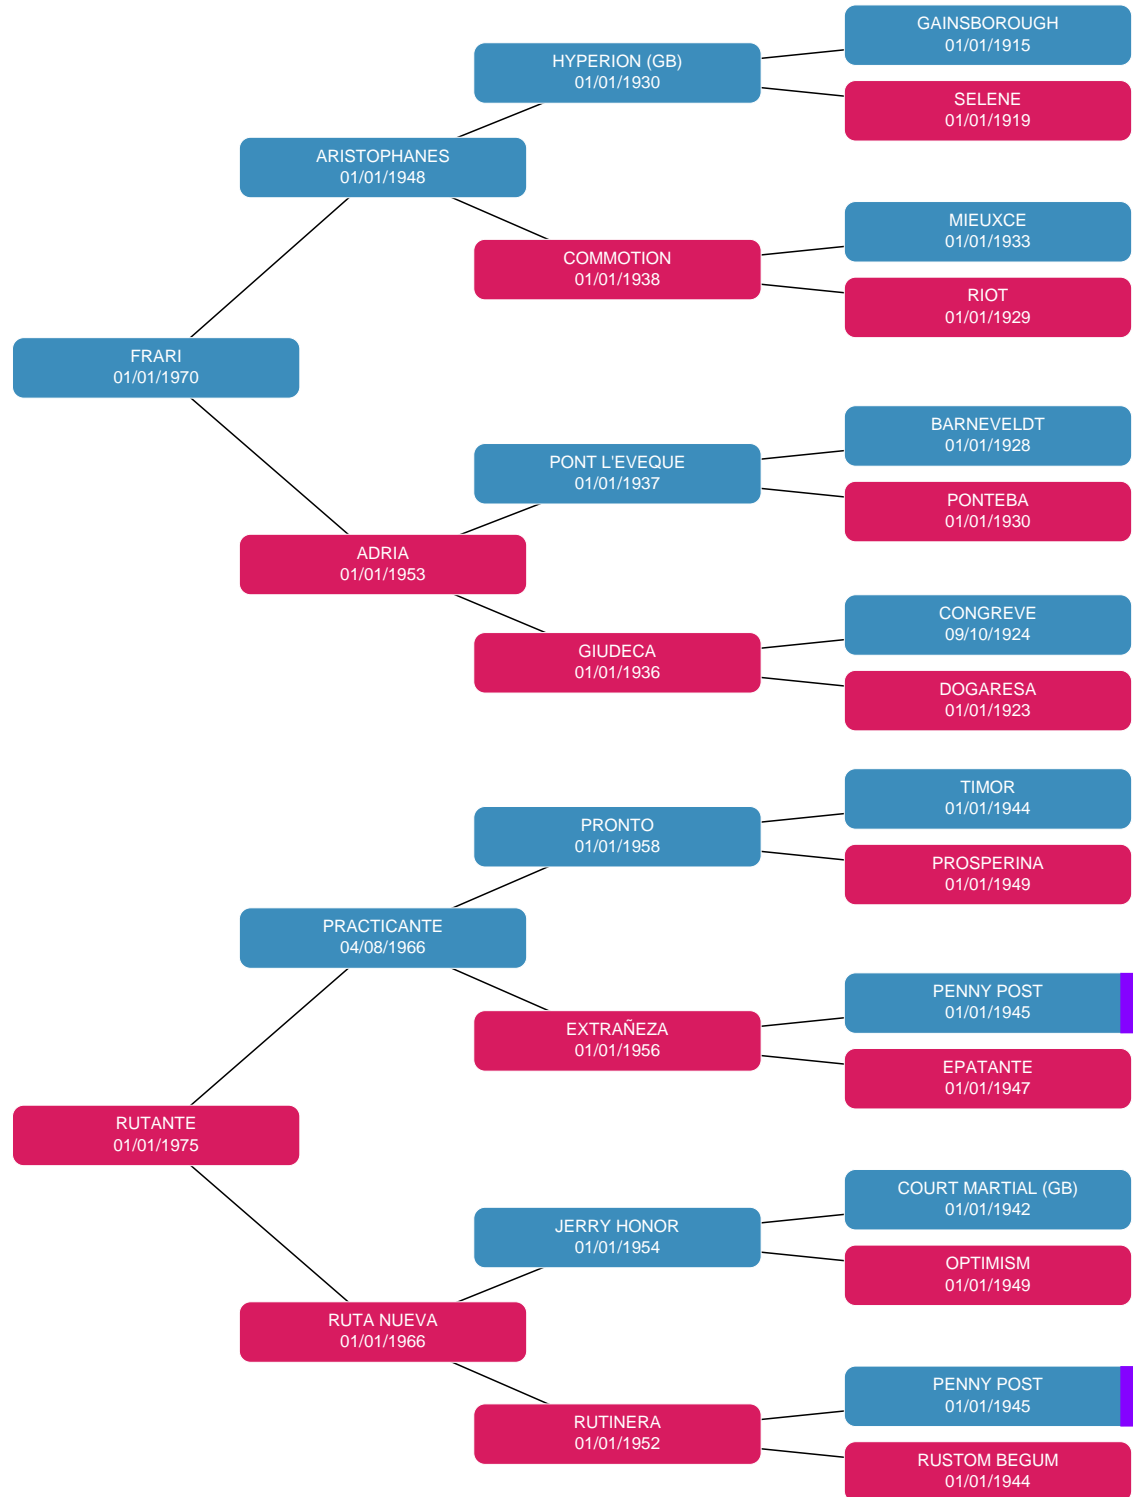 GAINSBOROUGH
01/01/1915
HYPERION (GB)
01/01/1930
SELENE
01/01/1919
ARISTOPHANES
01/01/1948
MIEUXCE
01/01/1933
COMMOTION
01/01/1938
RIOT
01/01/1929
FRARI
01/01/1970
BARNEVELDT
01/01/1928
PONT L'EVEQUE
01/01/1937
PONTEBA
01/01/1930
ADRIA
01/01/1953
CONGREVE
09/10/1924
GIUDECA
01/01/1936
DOGARESA
01/01/1923
TIMOR
01/01/1944
PRONTO
01/01/1958
PROSPERINA
01/01/1949
PRACTICANTE
04/08/1966
PENNY POST
01/01/1945
EXTRAÑEZA
01/01/1956
EPATANTE
01/01/1947
RUTANTE
01/01/1975
COURT MARTIAL (GB)
01/01/1942
JERRY HONOR
01/01/1954
OPTIMISM
01/01/1949
RUTA NUEVA
01/01/1966
PENNY POST
01/01/1945
RUTINERA
01/01/1952
RUSTOM BEGUM
01/01/1944